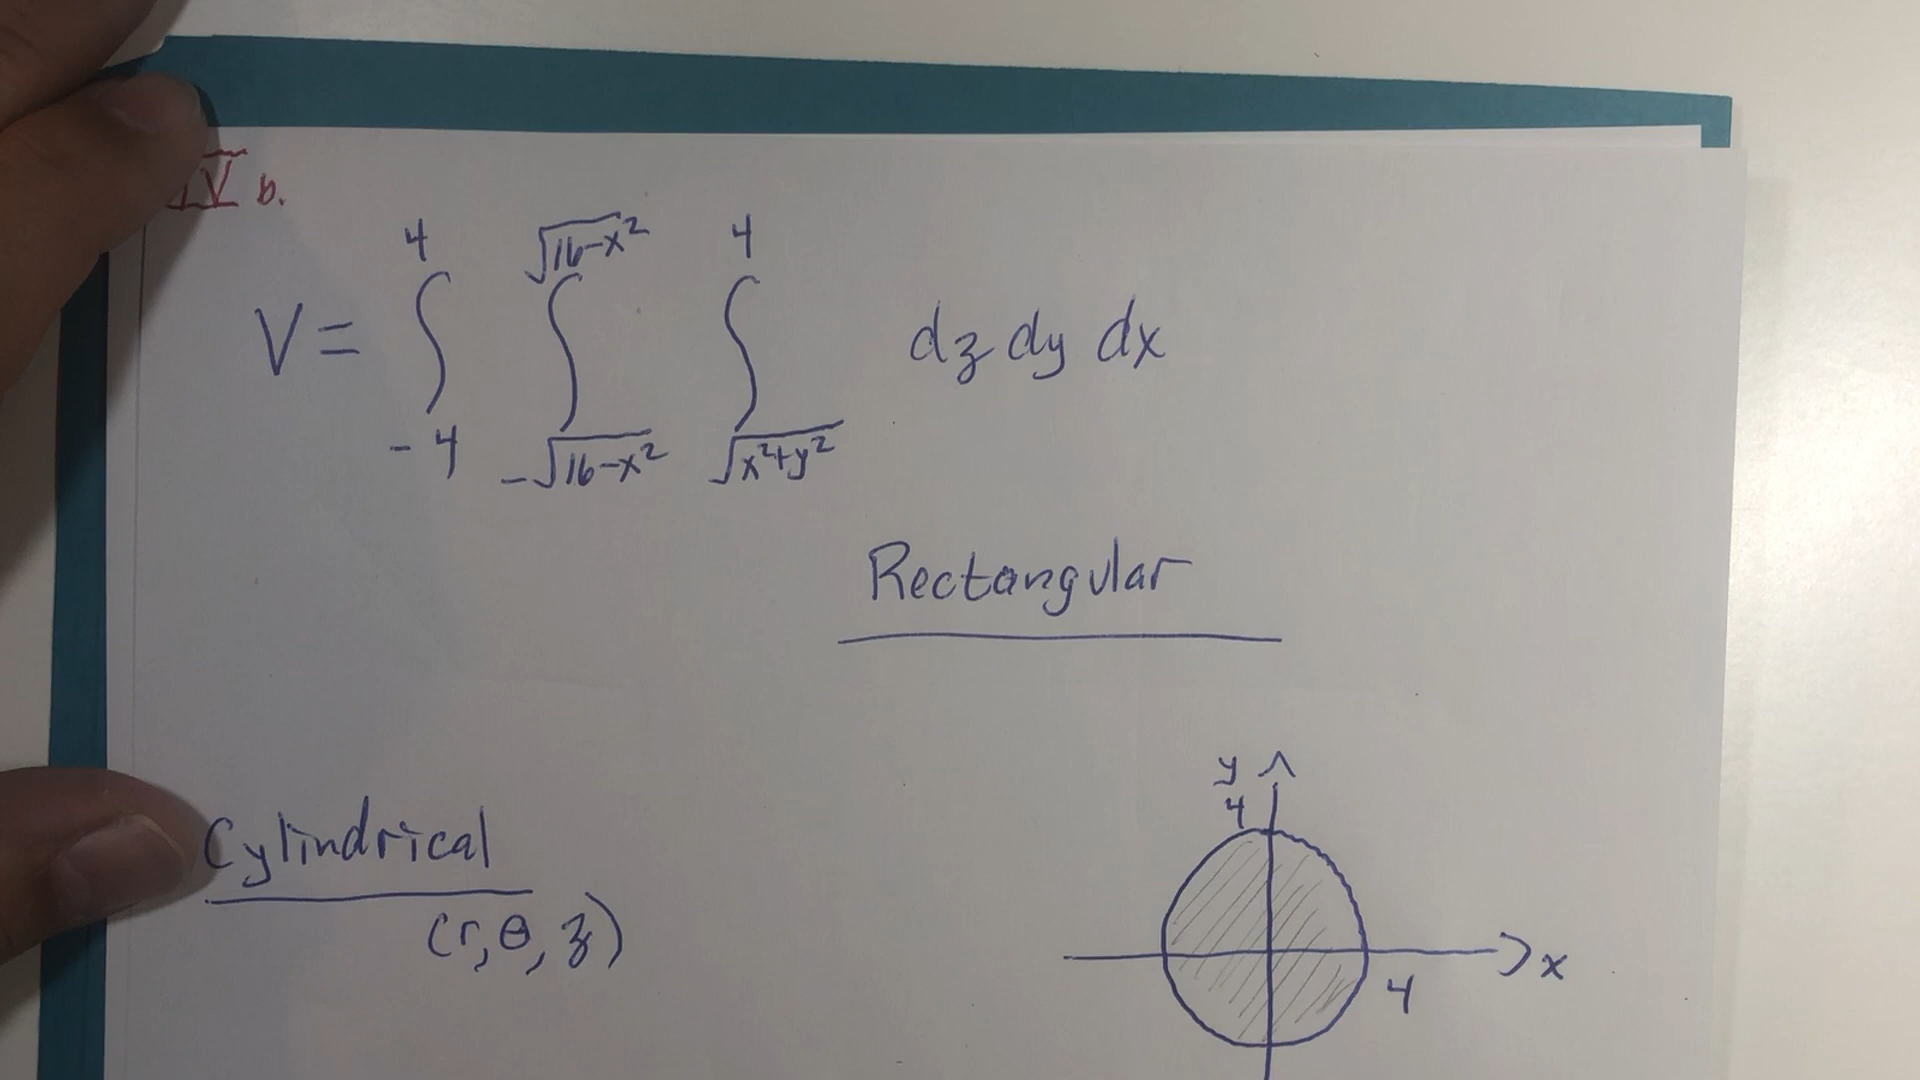 IV b.
V = ∫_{-4}^{4} ∫_{-√(16-x²)}^{√(16-x²)} ∫_{√(x²+y²)}^{4} dz dy dx
Rectangular
Cylindrical
(r, θ, z)
y
4
4
x